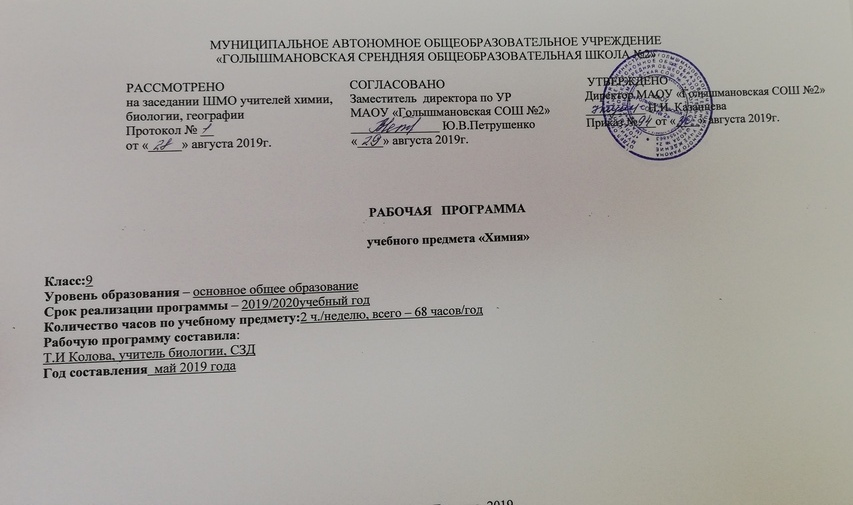 МУНИЦИПАЛЬНОЕ АВТОНОМНОЕ ОБЩЕОБРАЗОВАТЕЛЬНОЕ УЧРЕЖДЕНИЕ
«ГОЛЫШМАНОВСКАЯ СРЕНДНЯЯ ОБЩЕОБРАЗОВАТЕЛЬНАЯ ШКОЛА №2»
РАССМОТРЕНО
на заседании ШМО учителей химии,
биологии, географии
Протокол № 1
от «28» августа 2019г.
СОГЛАСОВАНО
Заместитель директора по УР
МАОУ «Голышмановская СОШ №2»
Ю.В.Петрушенко
«29» августа 2019г.
УТВЕРЖДЕНО
Директор МАОУ «Голышмановская СОШ №2»
Н.И. Казанцева
Приказ №94 от « » августа 2019г.
РАБОЧАЯ ПРОГРАММА
учебного предмета «Химия»
Класс:9
Уровень образования – основное общее образование
Срок реализации программы – 2019/2020учебный год
Количество часов по учебному предмету:2 ч./неделю, всего – 68 часов/год
Рабочую программу составила:
Т.И Колова, учитель биологии, СЗД
Год составления май 2019 года